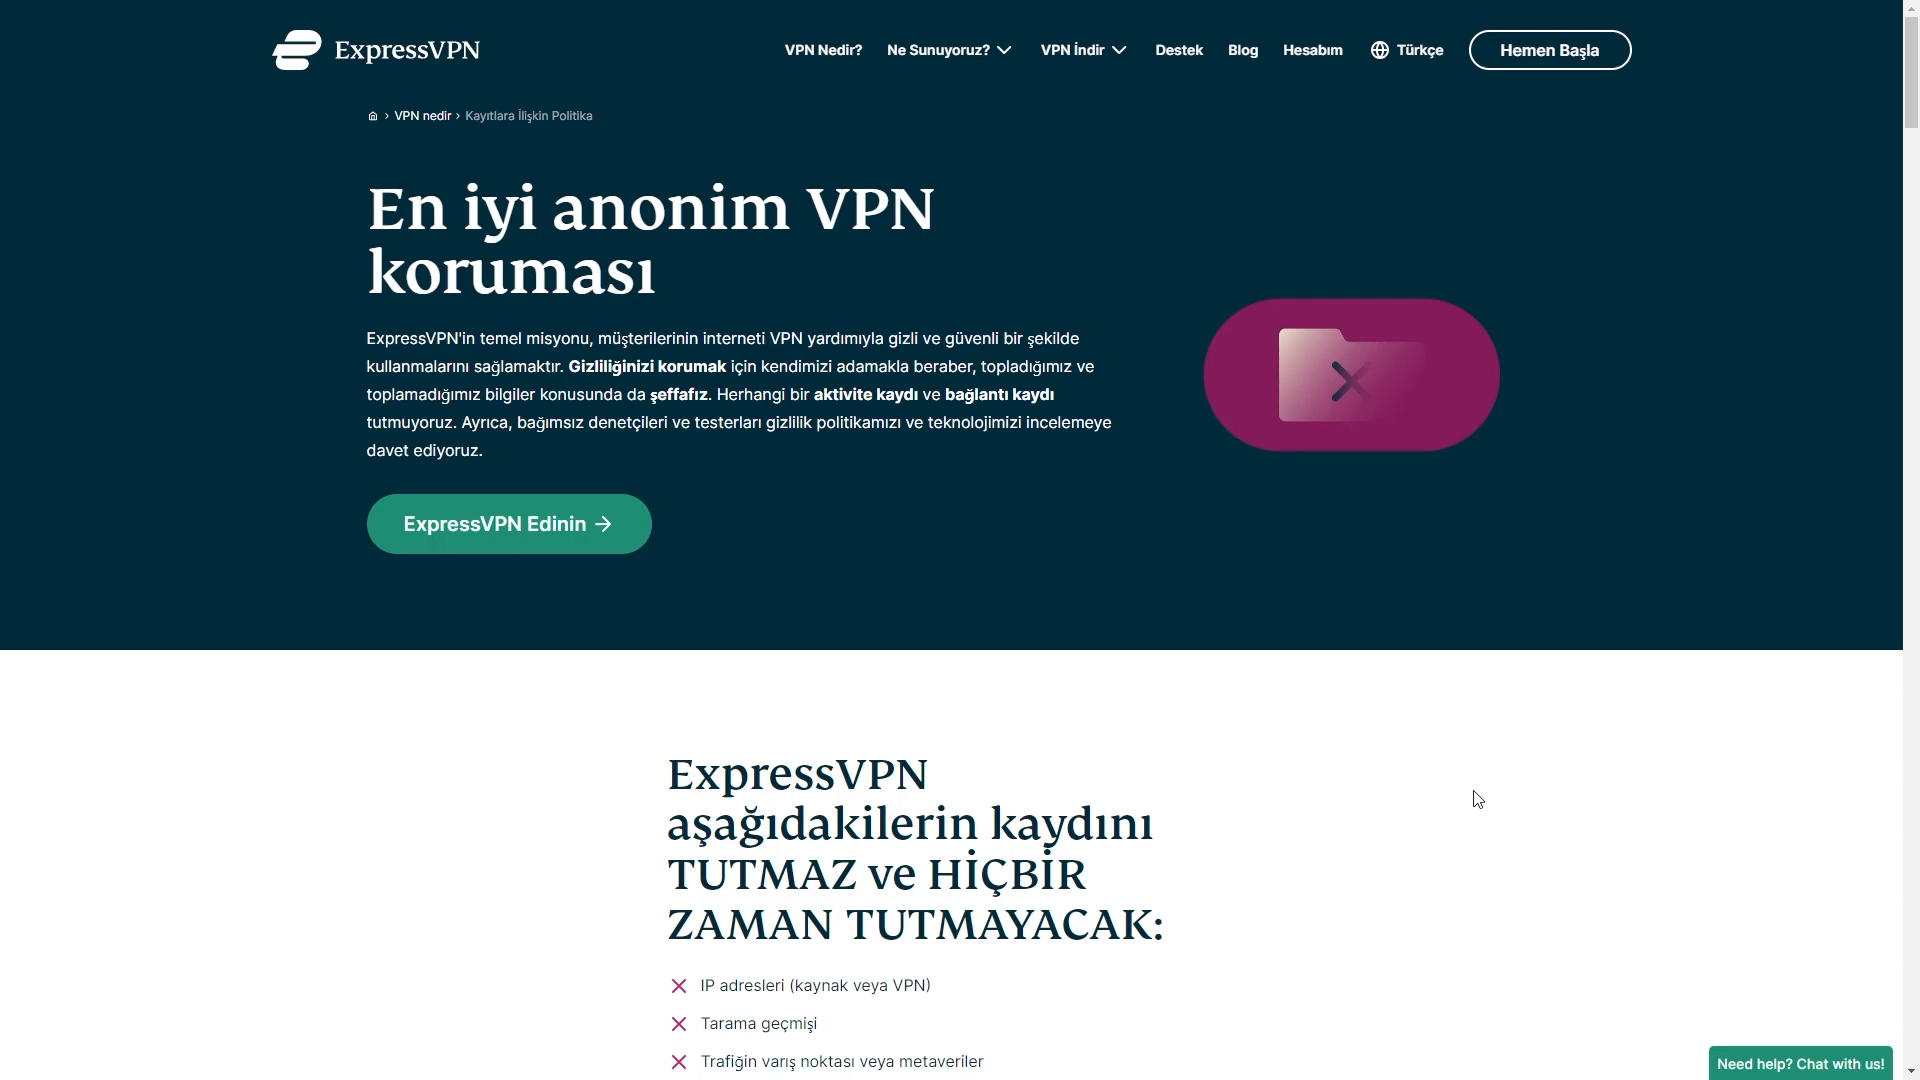 ExpressVPN
VPN Nedir? Ne Sunuyoruz? VPN İndir Destek Blog Hesabım Türkçe Hemen Başla
VPN nedir › Kayıtlara İlişkin Politika
En iyi anonim VPN
koruması
ExpressVPN'in temel misyonu, müşterilerinin interneti VPN yardımıyla gizli ve güvenli bir şekilde
kullanmalarını sağlamaktır. Gizliliğinizi korumak için kendimizi adamakla beraber, topladığımız ve
toplamadığımız bilgiler konusunda da şeffafız. Herhangi bir aktivite kaydı ve bağlantı kaydı
tutmuyoruz. Ayrıca, bağımsız denetçileri ve testerları gizlilik politikamızı ve teknolojimizi incelemeye
davet ediyoruz.
ExpressVPN Edinin →
ExpressVPN
aşağıdakilerin kaydını
TUTMAZ ve HİÇBİR
ZAMAN TUTMAYACAK:
IP adresleri (kaynak veya VPN)
Tarama geçmişi
Trafiğin varış noktası veya metaveriler
Need help? Chat with us!